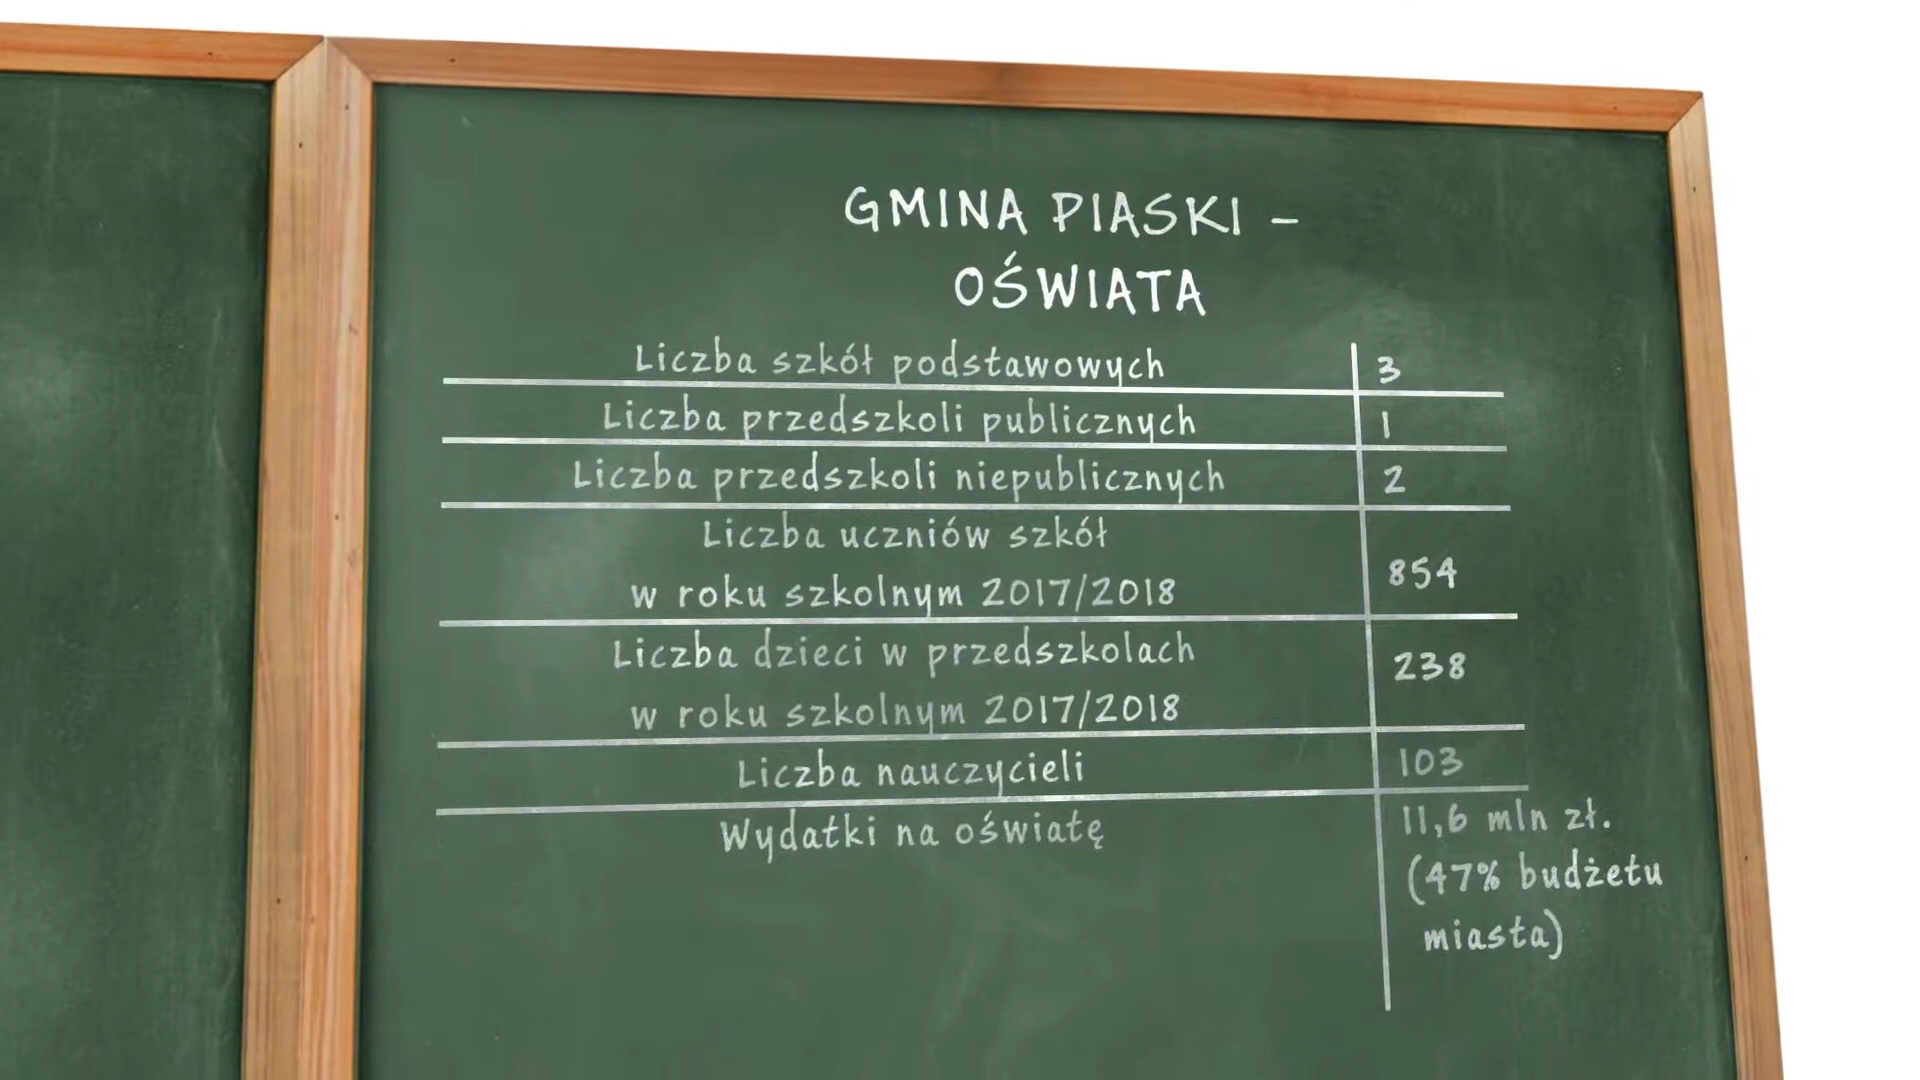 GMINA PIASKI –
OŚWIATA
Liczba szkół podstawowych 3
Liczba przedszkoli publicznych 1
Liczba przedszkoli niepublicznych 2
Liczba uczniów szkół
w roku szkolnym 2017/2018 854
Liczba dzieci w przedszkolach
w roku szkolnym 2017/2018 238
Liczba nauczycieli 103
Wydatki na oświatę 11,6 mln zł.
(47% budżetu
miasta)